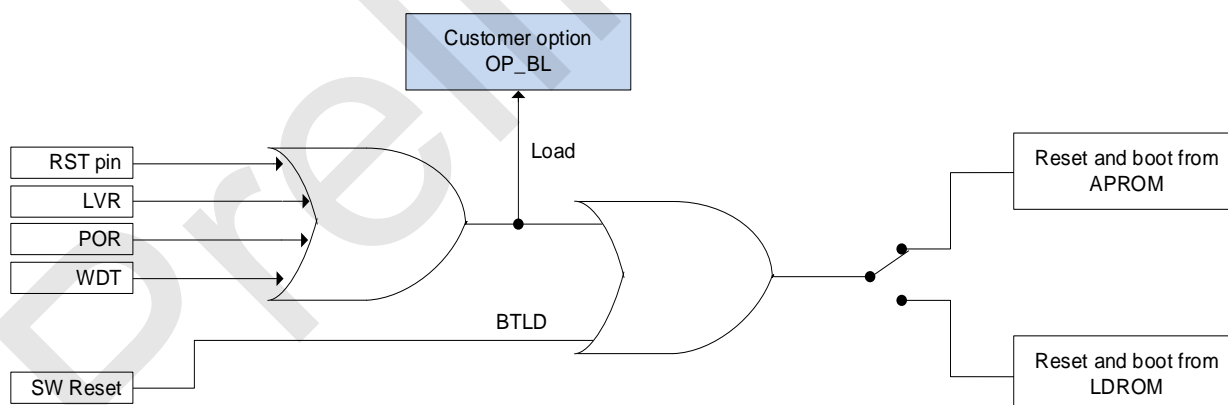 Customer option
OP_BL
Load
RST pin
LVR
POR
WDT
BTLD
SW Reset
Reset and boot from
APROM
Reset and boot from
LDROM